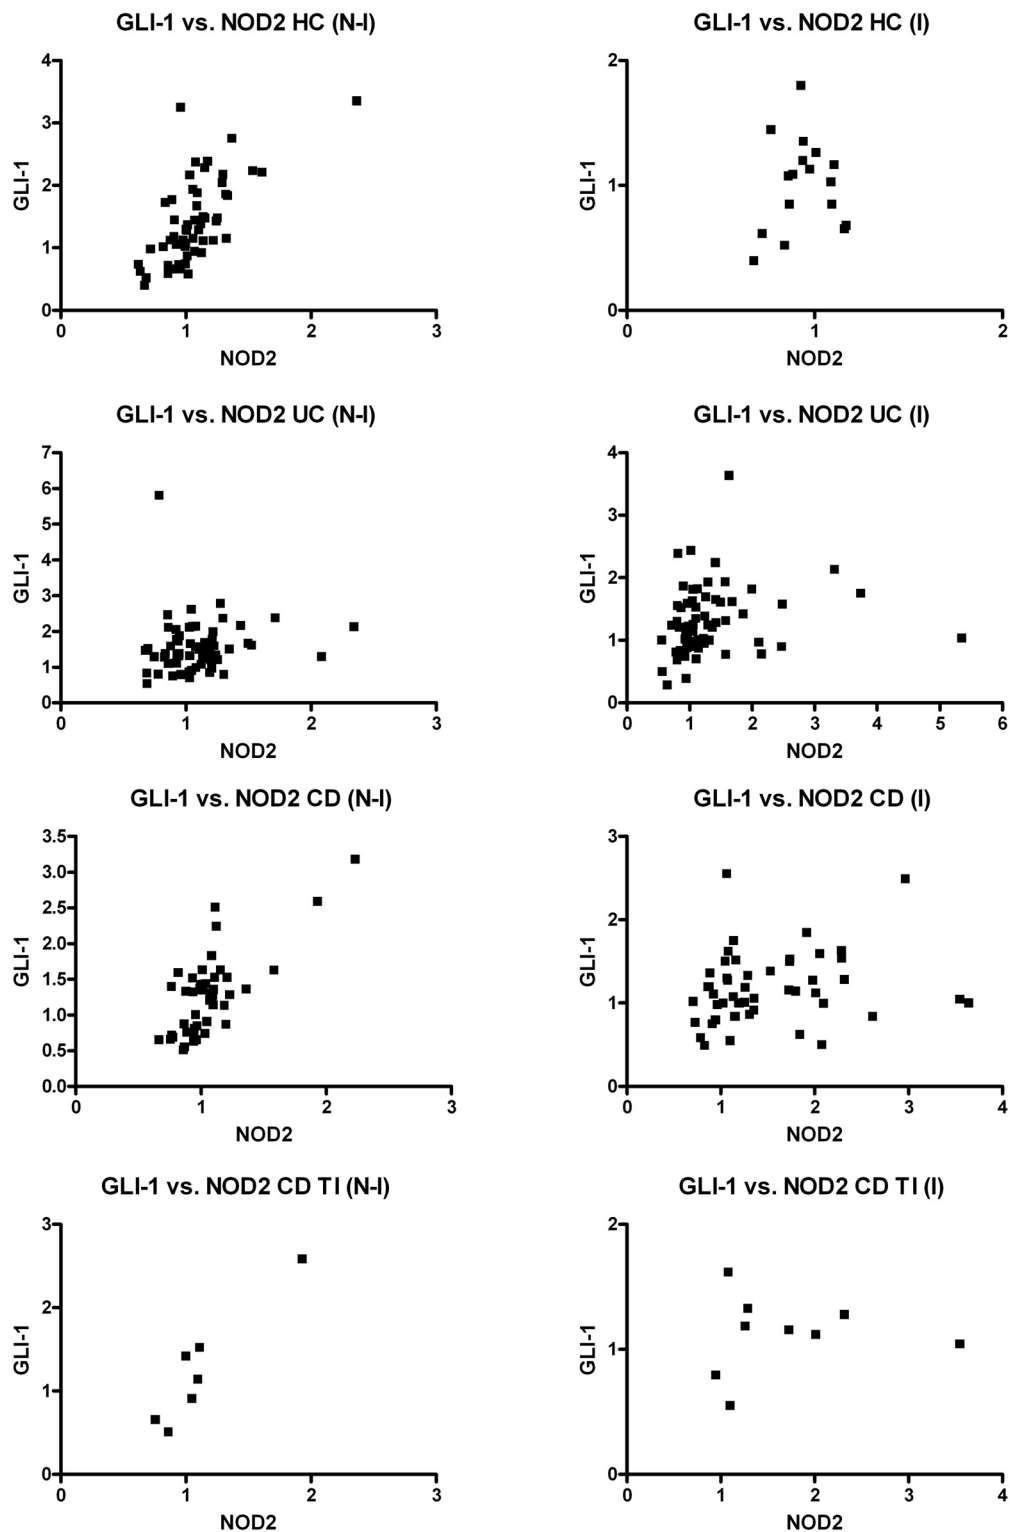 GLI-1 vs. NOD2 HC (N-I)
4
3
2
1
0
GLI-1
0 1 2 3
NOD2
GLI-1 vs. NOD2 HC (I)
2
1
0
GLI-1
0 1 2
NOD2
GLI-1 vs. NOD2 UC (N-I)
7
6
5
4
3
2
1
0
GLI-1
0 1 2 3
NOD2
GLI-1 vs. NOD2 UC (I)
4
3
2
1
0
GLI-1
0 1 2 3 4 5 6
NOD2
GLI-1 vs. NOD2 CD (N-I)
3.5
3.0
2.5
2.0
1.5
1.0
0.5
0.0
GLI-1
0 1 2 3
NOD2
GLI-1 vs. NOD2 CD (I)
3
2
1
0
GLI-1
0 1 2 3 4
NOD2
GLI-1 vs. NOD2 CD TI (N-I)
3
2
1
0
GLI-1
0 1 2 3
NOD2
GLI-1 vs. NOD2 CD TI (I)
2
1
0
GLI-1
0 1 2 3 4
NOD2